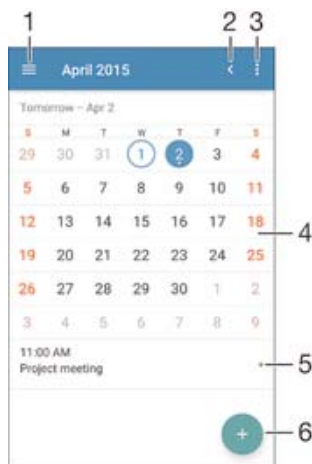 1 2 3
April 2015
Tomorrow – Apr 2
S M T W T F S
29 30 31 1 2 3 4
5 6 7 8 9 10 11
12 13 14 15 16 17 18
4
19 20 21 22 23 24 25
26 27 28 29 30 1 2
3 4 5 6 7 8 9
11:00 AM
Project meeting
5
6